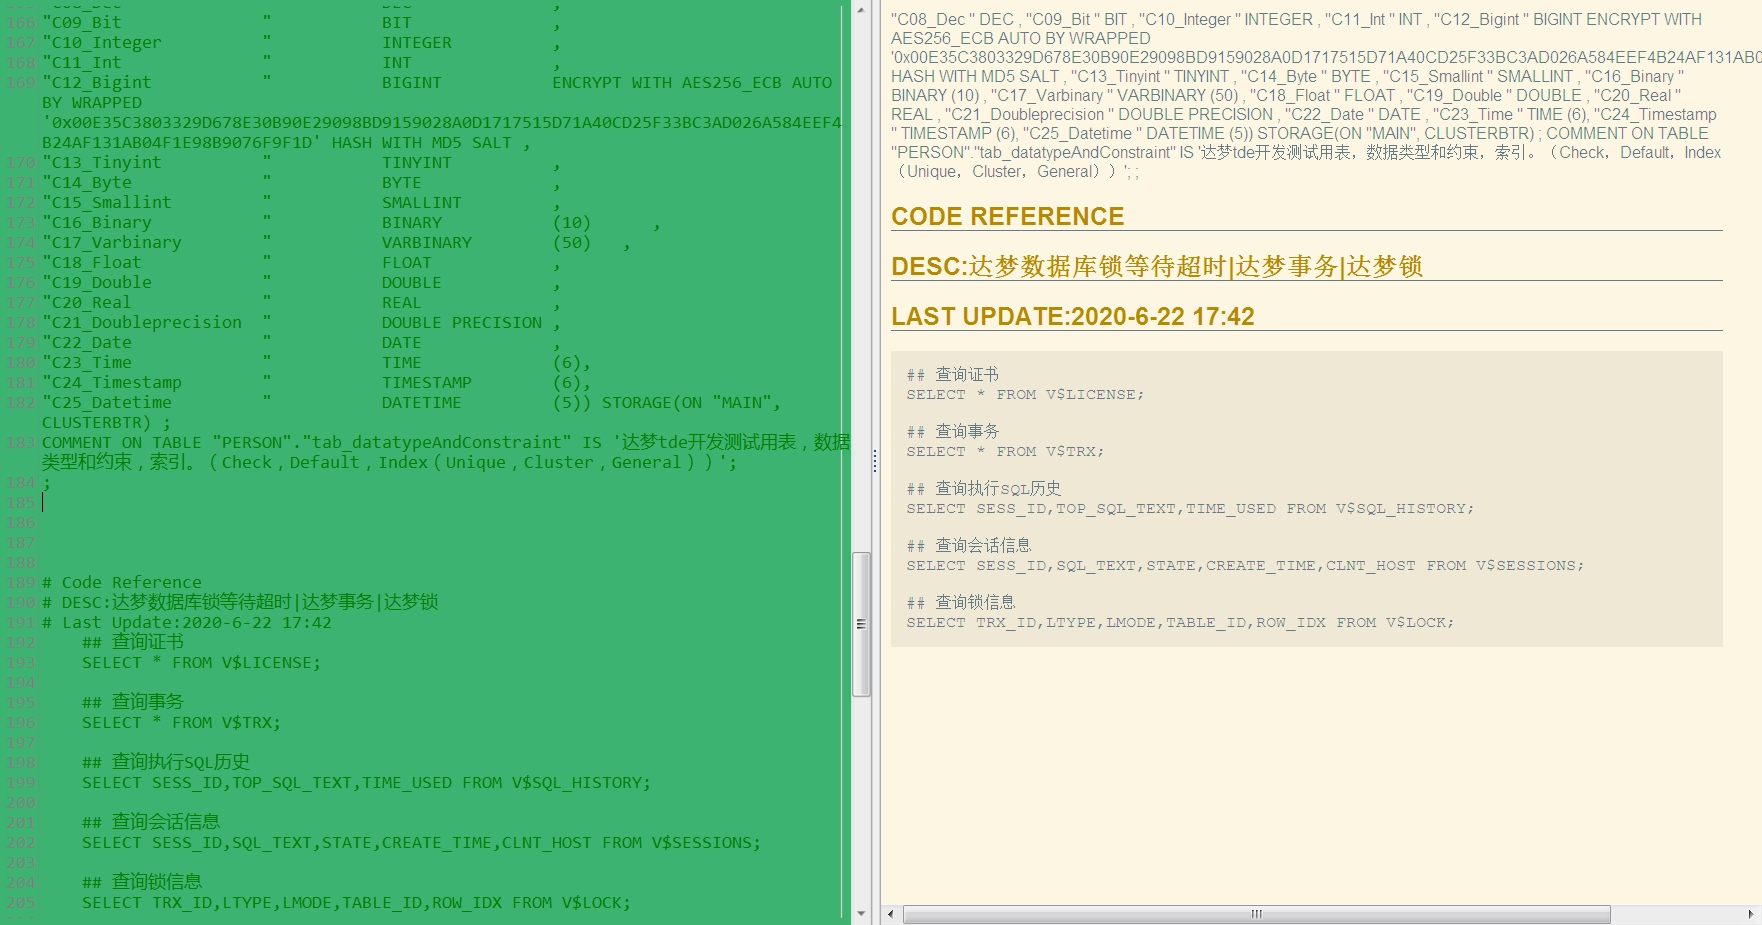 165 "C08_Dec " DEC ,
166 "C09_Bit " BIT ,
167 "C10_Integer " INTEGER ,
168 "C11_Int " INT ,
169 "C12_Bigint " BIGINT ENCRYPT WITH AES256_ECB AUTO
BY WRAPPED
'0x00E35C3803329D678E30B90E29098BD9159028A0D1717515D71A40CD25F33BC3AD026A584EEF4
B24AF131AB04F1E98B9076F9F1D' HASH WITH MD5 SALT ,
170 "C13_Tinyint " TINYINT ,
171 "C14_Byte " BYTE ,
172 "C15_Smallint " SMALLINT ,
173 "C16_Binary " BINARY (10) ,
174 "C17_Varbinary " VARBINARY (50) ,
175 "C18_Float " FLOAT ,
176 "C19_Double " DOUBLE ,
177 "C20_Real " REAL ,
178 "C21_Doubleprecision " DOUBLE PRECISION ,
179 "C22_Date " DATE ,
180 "C23_Time " TIME (6),
181 "C24_Timestamp " TIMESTAMP (6),
182 "C25_Datetime " DATETIME (5)) STORAGE(ON "MAIN",
CLUSTERBTR) ;
183 COMMENT ON TABLE "PERSON"."tab_datatypeAndConstraint" IS '达梦tde开发测试用表，数据
类型和约束，索引。（Check，Default，Index（Unique，Cluster，General））';
184 ;
185
186
187
188
189 # Code Reference
190 # DESC:达梦数据库锁等待超时|达梦事务|达梦锁
191 # Last Update:2020-6-22 17:42
192 ## 查询证书
193 SELECT * FROM V$LICENSE;
194
195 ## 查询事务
196 SELECT * FROM V$TRX;
197
198 ## 查询执行SQL历史
199 SELECT SESS_ID,TOP_SQL_TEXT,TIME_USED FROM V$SQL_HISTORY;
200
201 ## 查询会话信息
202 SELECT SESS_ID,SQL_TEXT,STATE,CREATE_TIME,CLNT_HOST FROM V$SESSIONS;
203
204 ## 查询锁信息
205 SELECT TRX_ID,LTYPE,LMODE,TABLE_ID,ROW_IDX FROM V$LOCK;
"C08_Dec " DEC , "C09_Bit " BIT , "C10_Integer " INTEGER , "C11_Int " INT , "C12_Bigint " BIGINT ENCRYPT WITH
AES256_ECB AUTO BY WRAPPED
'0x00E35C3803329D678E30B90E29098BD9159028A0D1717515D71A40CD25F33BC3AD026A584EEF4B24AF131AB0
HASH WITH MD5 SALT , "C13_Tinyint " TINYINT , "C14_Byte " BYTE , "C15_Smallint " SMALLINT , "C16_Binary "
BINARY (10) , "C17_Varbinary " VARBINARY (50) , "C18_Float " FLOAT , "C19_Double " DOUBLE , "C20_Real "
REAL , "C21_Doubleprecision " DOUBLE PRECISION , "C22_Date " DATE , "C23_Time " TIME (6), "C24_Timestamp
" TIMESTAMP (6), "C25_Datetime " DATETIME (5)) STORAGE(ON "MAIN", CLUSTERBTR) ; COMMENT ON TABLE
"PERSON"."tab_datatypeAndConstraint" IS '达梦tde开发测试用表，数据类型和约束，索引。（Check，Default，Index
（Unique，Cluster，General））'; ;
CODE REFERENCE
DESC:达梦数据库锁等待超时|达梦事务|达梦锁
LAST UPDATE:2020-6-22 17:42
## 查询证书
SELECT * FROM V$LICENSE;
## 查询事务
SELECT * FROM V$TRX;
## 查询执行SQL历史
SELECT SESS_ID,TOP_SQL_TEXT,TIME_USED FROM V$SQL_HISTORY;
## 查询会话信息
SELECT SESS_ID,SQL_TEXT,STATE,CREATE_TIME,CLNT_HOST FROM V$SESSIONS;
## 查询锁信息
SELECT TRX_ID,LTYPE,LMODE,TABLE_ID,ROW_IDX FROM V$LOCK;